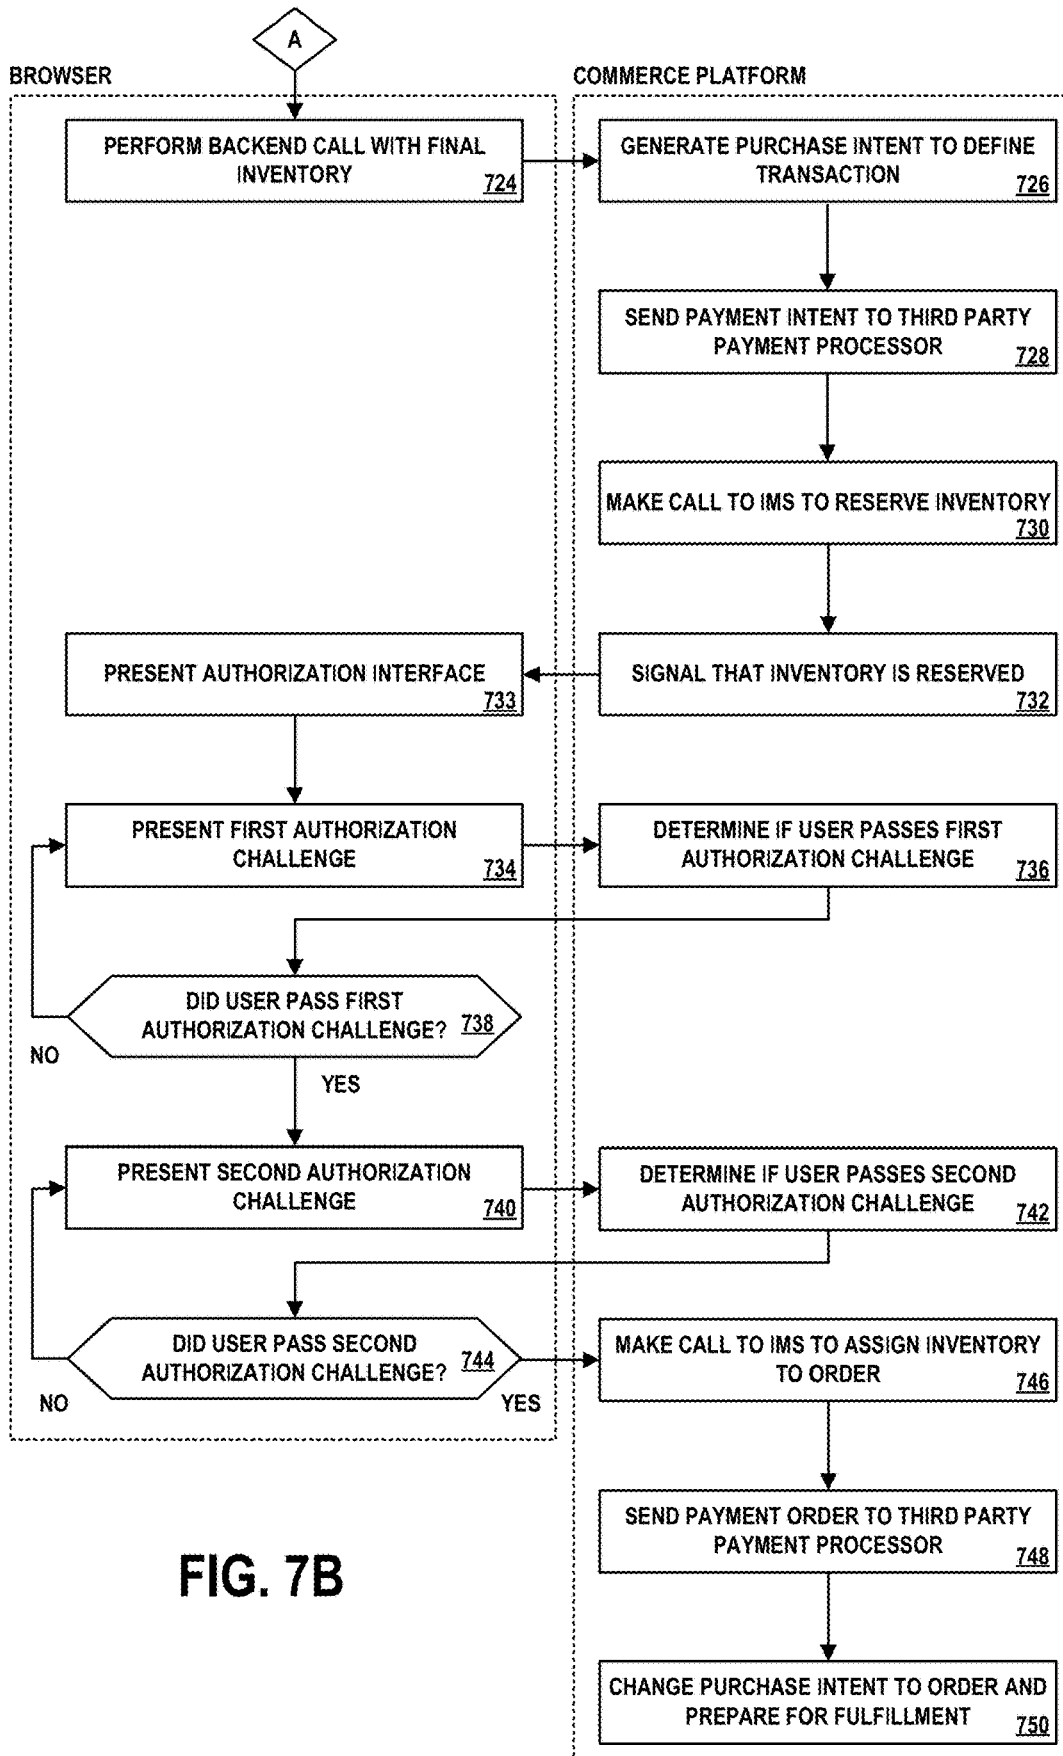 A
BROWSER
COMMERCE PLATFORM
PERFORM BACKEND CALL WITH FINAL
INVENTORY
724
GENERATE PURCHASE INTENT TO DEFINE
TRANSACTION
726
SEND PAYMENT INTENT TO THIRD PARTY
PAYMENT PROCESSOR
728
MAKE CALL TO IMS TO RESERVE INVENTORY
730
PRESENT AUTHORIZATION INTERFACE
733
SIGNAL THAT INVENTORY IS RESERVED
732
PRESENT FIRST AUTHORIZATION
CHALLENGE
734
DETERMINE IF USER PASSES FIRST
AUTHORIZATION CHALLENGE
736
DID USER PASS FIRST
AUTHORIZATION CHALLENGE?
738
NO
YES
PRESENT SECOND AUTHORIZATION
CHALLENGE
740
DETERMINE IF USER PASSES SECOND
AUTHORIZATION CHALLENGE
742
DID USER PASS SECOND
AUTHORIZATION CHALLENGE?
744
NO
YES
MAKE CALL TO IMS TO ASSIGN INVENTORY
TO ORDER
746
SEND PAYMENT ORDER TO THIRD PARTY
PAYMENT PROCESSOR
748
FIG. 7B
CHANGE PURCHASE INTENT TO ORDER AND
PREPARE FOR FULFILLMENT
750